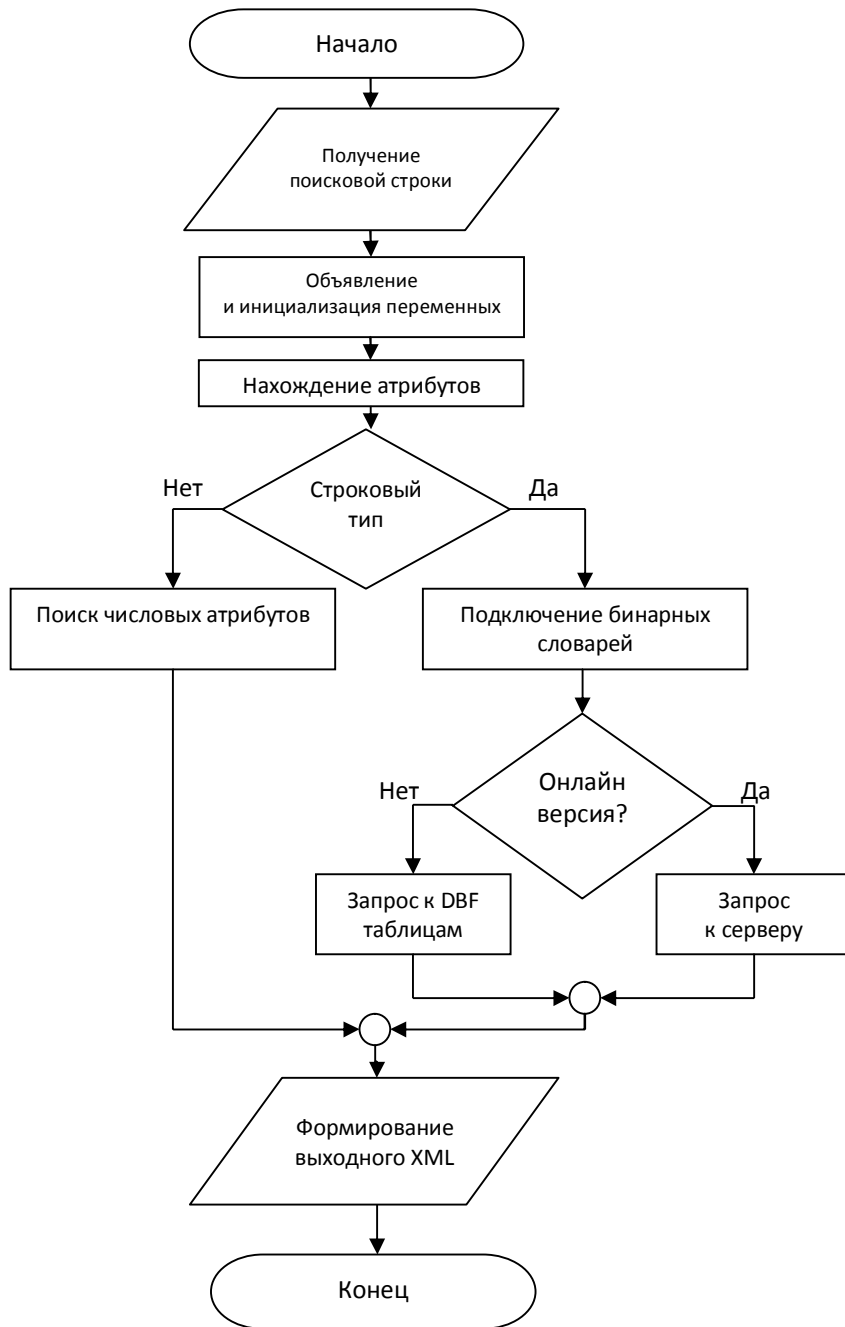 Начало
Получение
поисковой строки
Объявление
и инициализация переменных
Нахождение атрибутов
Нет
Строковый
тип
Да
Поиск числовых атрибутов
Подключение бинарных
словарей
Нет
Онлайн
версия?
Да
Запрос к DBF
таблицам
Запрос
к серверу
Формирование
выходного XML
Конец